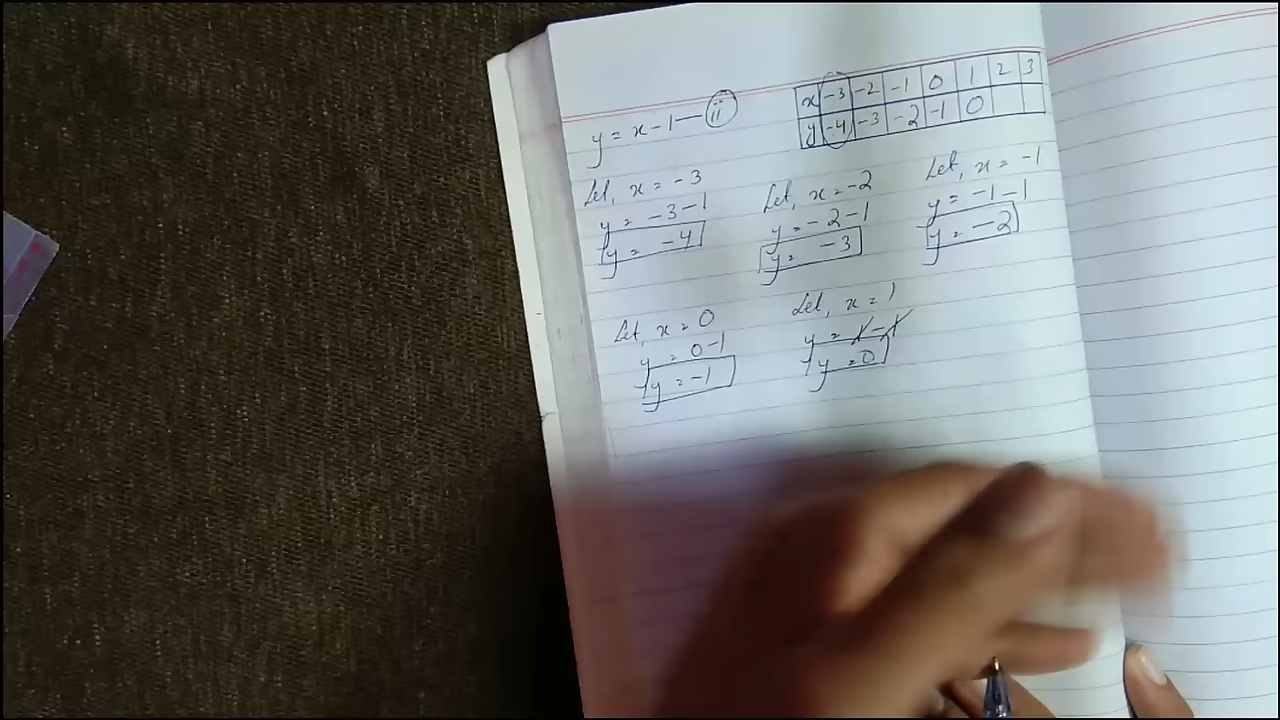 y = x - 1 — (ii)
x -3 -2 -1 0 1 2 3
y -4 -3 -2 -1 0
Let, x = -3
y = -3-1
y = -4
Let, x = -2
y = -2-1
y = -3
Let, x = -1
y = -1-1
y = -2
Let, x = 0
y = 0-1
y = -1
Let, x = 1
y = 1-1
y = 0